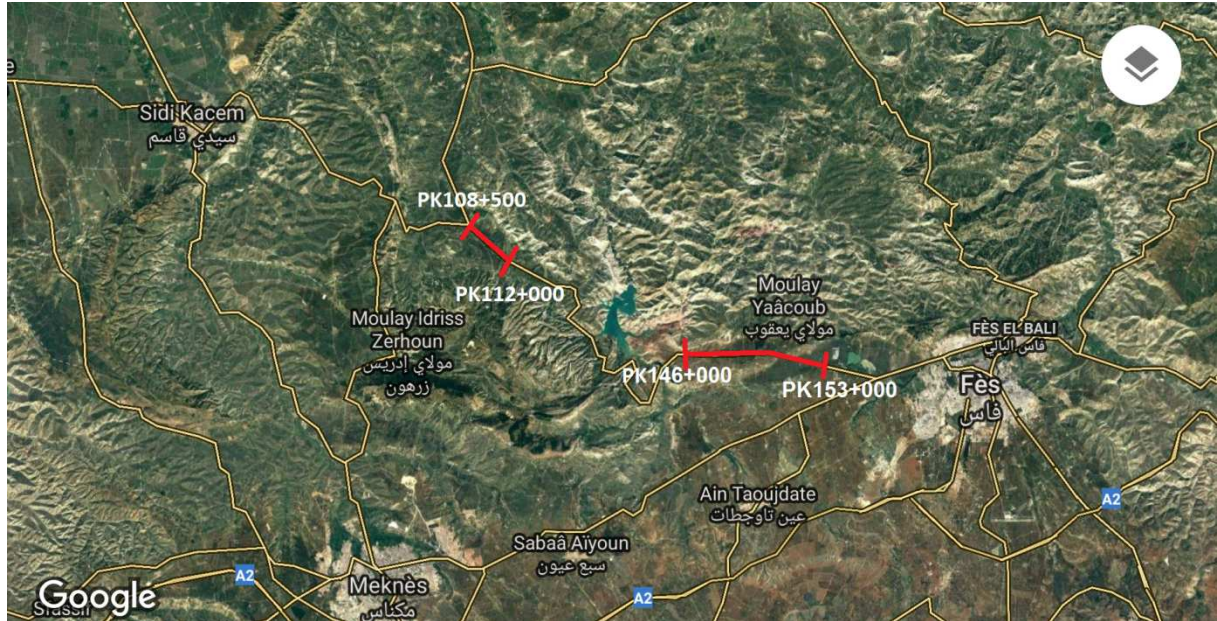 e
Sidi Kacem
سيدي قاسم
PK108+500
PK112+000
Moulay Idriss
Zerhoun
مولاي إدريس
زرهون
Moulay
Yaâcoub
مولاي يعقوب
PK146+000
PK153+000
FÈS EL BALI
فاس البالي
Fès
فاس
Ain Taoujdate
عين تاوجطات
A2
Sabaâ Aïyoun
سبع عيون
A2
Meknès
مكناس
A2
Google